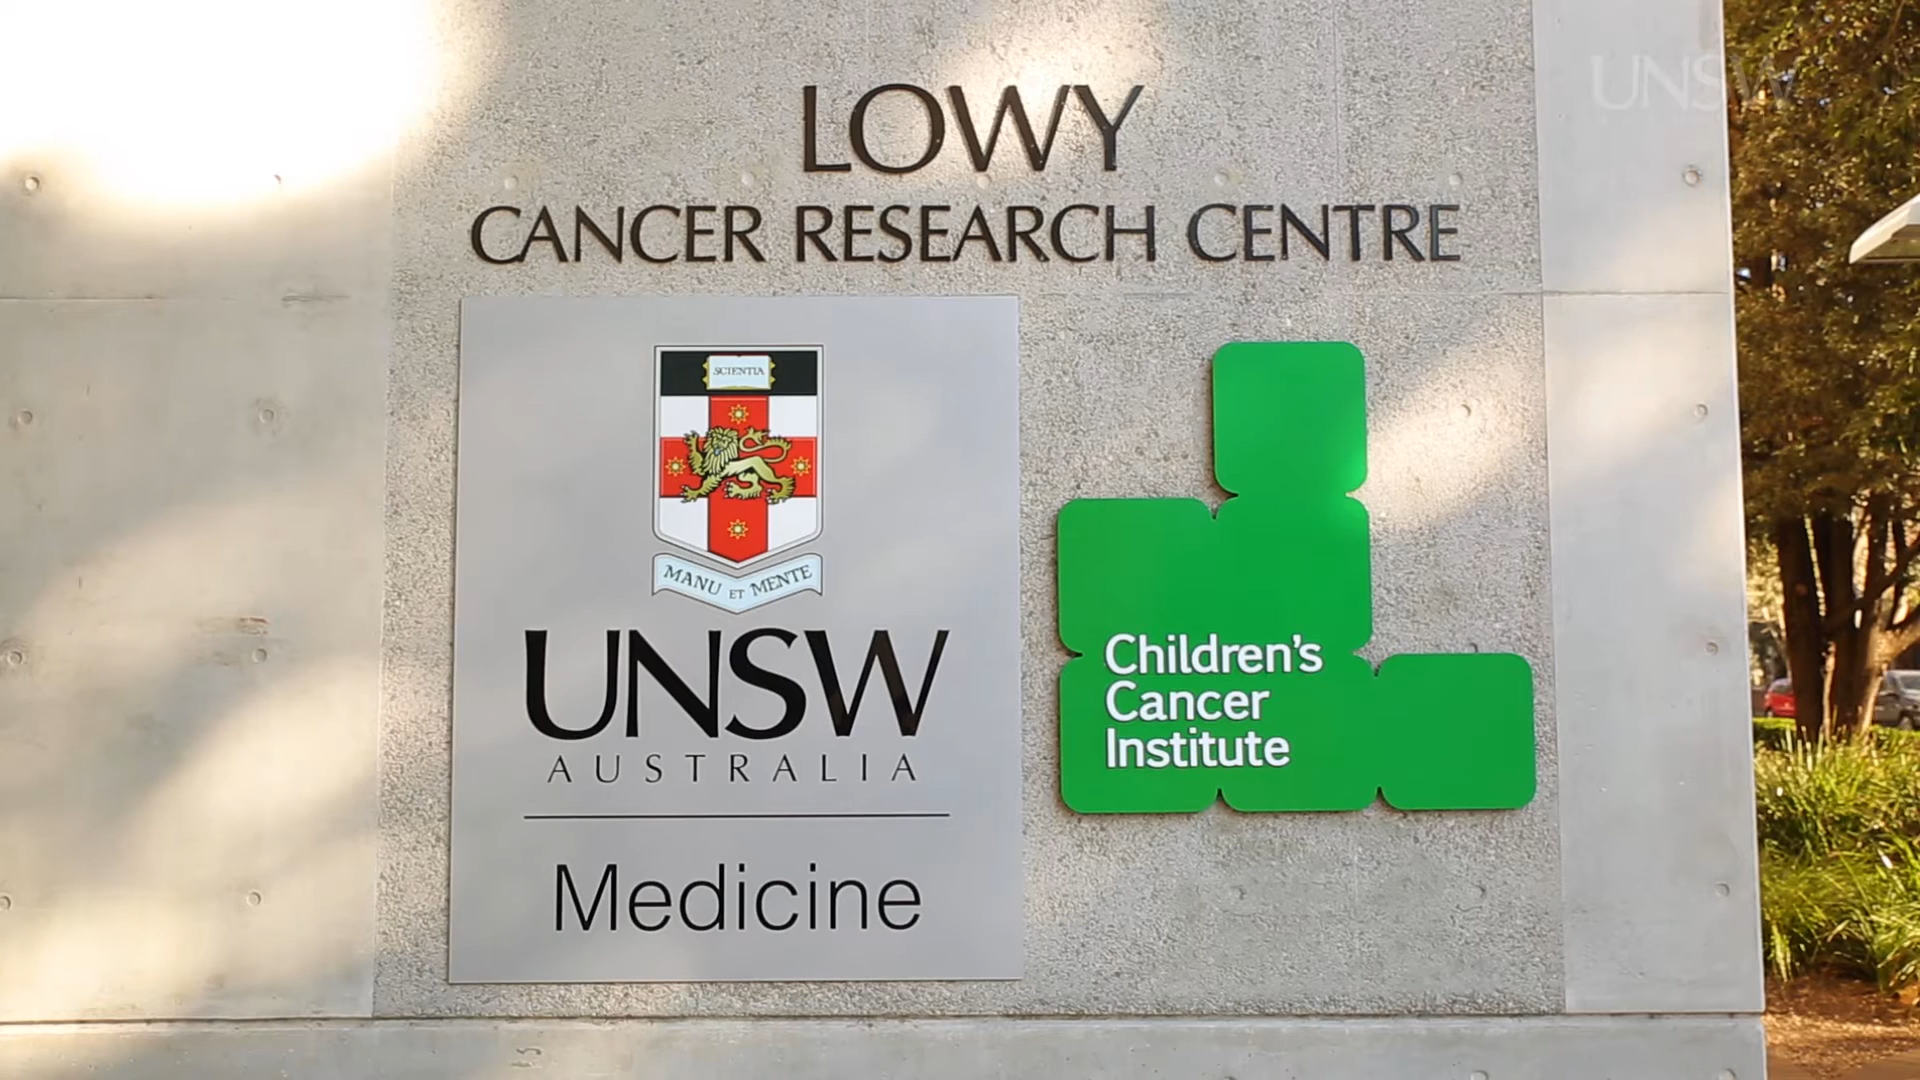 UNSW
LOWY
CANCER RESEARCH CENTRE
SCIENTIA
MANU ET MENTE
UNSW
AUSTRALIA
Medicine
Children's
Cancer
Institute